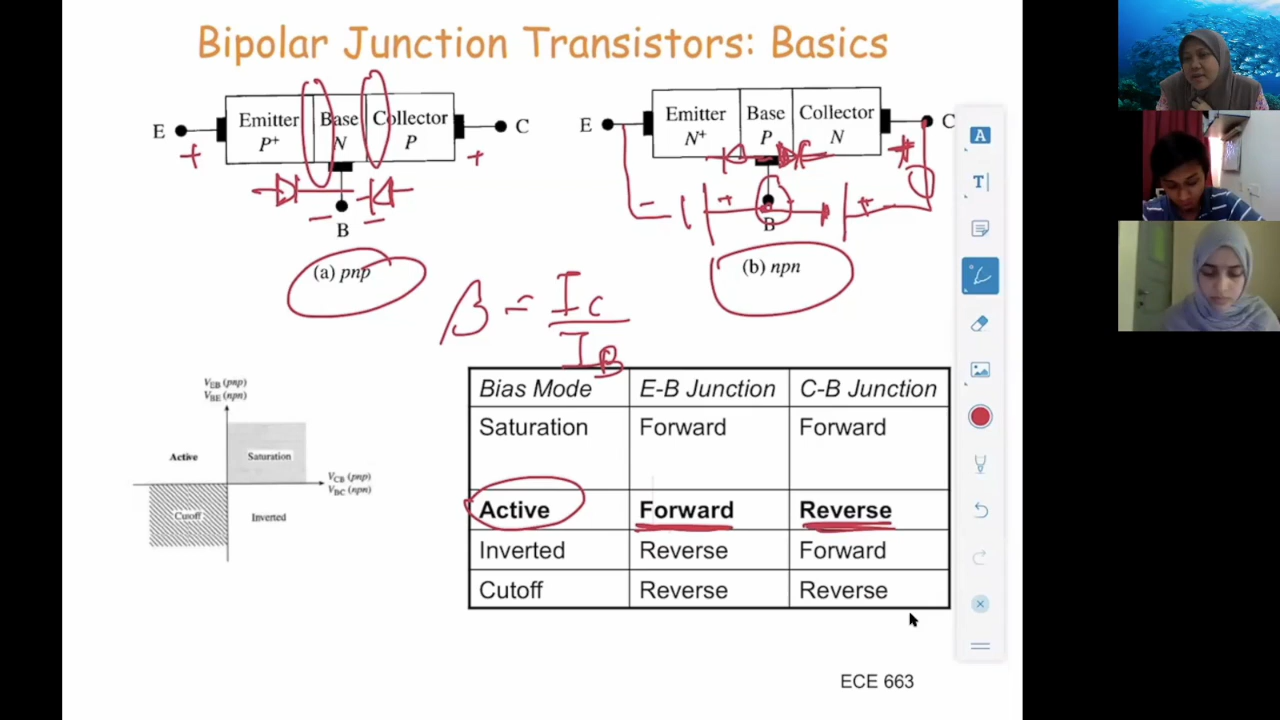 Bipolar Junction Transistors: Basics
E
Emitter
P+
Base
N
Collector
P
C
+
+
−
−
B
(a) pnp
E
Emitter
N+
Base
P
Collector
N
C
+
−
+
-
+
B
(b) npn
β = IC
IB
VEB (pnp)
VBE (npn)
Active
Saturation
VCB (pnp)
VBC (npn)
Cutoff
Inverted
Bias Mode E-B Junction C-B Junction
Saturation Forward Forward
Active Forward Reverse
Inverted Reverse Forward
Cutoff Reverse Reverse
ECE 663
A
T